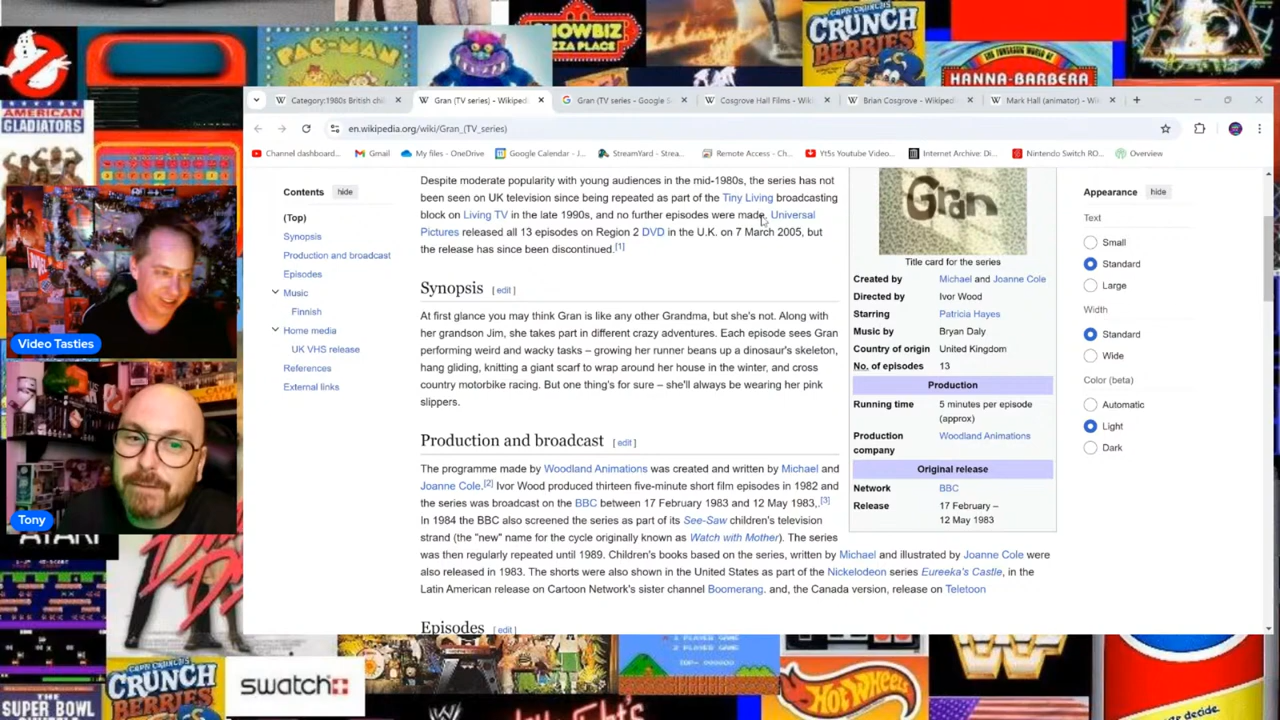 SHOWBIZ
PIZZA PLACE
PAC-MAN
CAP'N CRUNCH'S
CRUNCH
BERRIES
THE FUNTASTIC WORLD OF
HANNA-BARBERA
AMERICAN
GLADIATORS
Category:1980s British chi
Gran (TV series) - Wikiped
Gran (TV series - Google S
Cosgrove Hall Films - Wiki
Brian Cosgrove - Wikiped
Mark Hall (animator) - Wi
en.wikipedia.org/wiki/Gran_(TV_series)
Channel dashboard...
Gmail
My files - OneDrive
Google Calendar - J...
StreamYard - Strea...
Remote Access - Ch...
Yt5s Youtube Video...
Internet Archive: Di...
Nintendo Switch RO...
Overview
Contents
hide
(Top)
Synopsis
Production and broadcast
Episodes
Music
Finnish
Home media
UK VHS release
References
External links
Despite moderate popularity with young audiences in the mid-1980s, the series has not
been seen on UK television since being repeated as part of the Tiny Living broadcasting
block on Living TV in the late 1990s, and no further episodes were made. Universal
Pictures released all 13 episodes on Region 2 DVD in the U.K. on 7 March 2005, but
the release has since been discontinued.[1]
Synopsis [edit]
At first glance you may think Gran is like any other Grandma, but she's not. Along with
her grandson Jim, she takes part in different crazy adventures. Each episode sees Gran
performing weird and wacky tasks – growing her runner beans up a dinosaur's skeleton,
hang gliding, knitting a giant scarf to wrap around her house in the winter, and cross
country motorbike racing. But one thing's for sure – she'll always be wearing her pink
slippers.
Production and broadcast [edit]
The programme made by Woodland Animations was created and written by Michael and
Joanne Cole.[2] Ivor Wood produced thirteen five-minute short film episodes in 1982 and
the series was broadcast on the BBC between 17 February 1983 and 12 May 1983,.[3]
In 1984 the BBC also screened the series as part of its See-Saw children's television
strand (the "new" name for the cycle originally known as Watch with Mother). The series
was then regularly repeated until 1989. Children's books based on the series, written by Michael and illustrated by Joanne Cole were
also released in 1983. The shorts were also shown in the United States as part of the Nickelodeon series Eureeka's Castle, in the
Latin American release on Cartoon Network's sister channel Boomerang. and, the Canada version, release on Teletoon
Episodes [edit]
Gran
Title card for the series
Created by Michael and Joanne Cole
Directed by Ivor Wood
Starring Patricia Hayes
Music by Bryan Daly
Country of origin United Kingdom
No. of episodes 13
Production
Running time 5 minutes per episode
(approx)
Production Woodland Animations
company
Original release
Network BBC
Release 17 February –
12 May 1983
Appearance
hide
Text
Small
Standard
Large
Width
Standard
Wide
Color (beta)
Automatic
Light
Dark
Video Tasties
Tony
ATARI
CAP'N CRUNCH'S
CRUNCH
BERRIES
THE
SUPER BOWL
swatch
HOT WHEELS
decide.